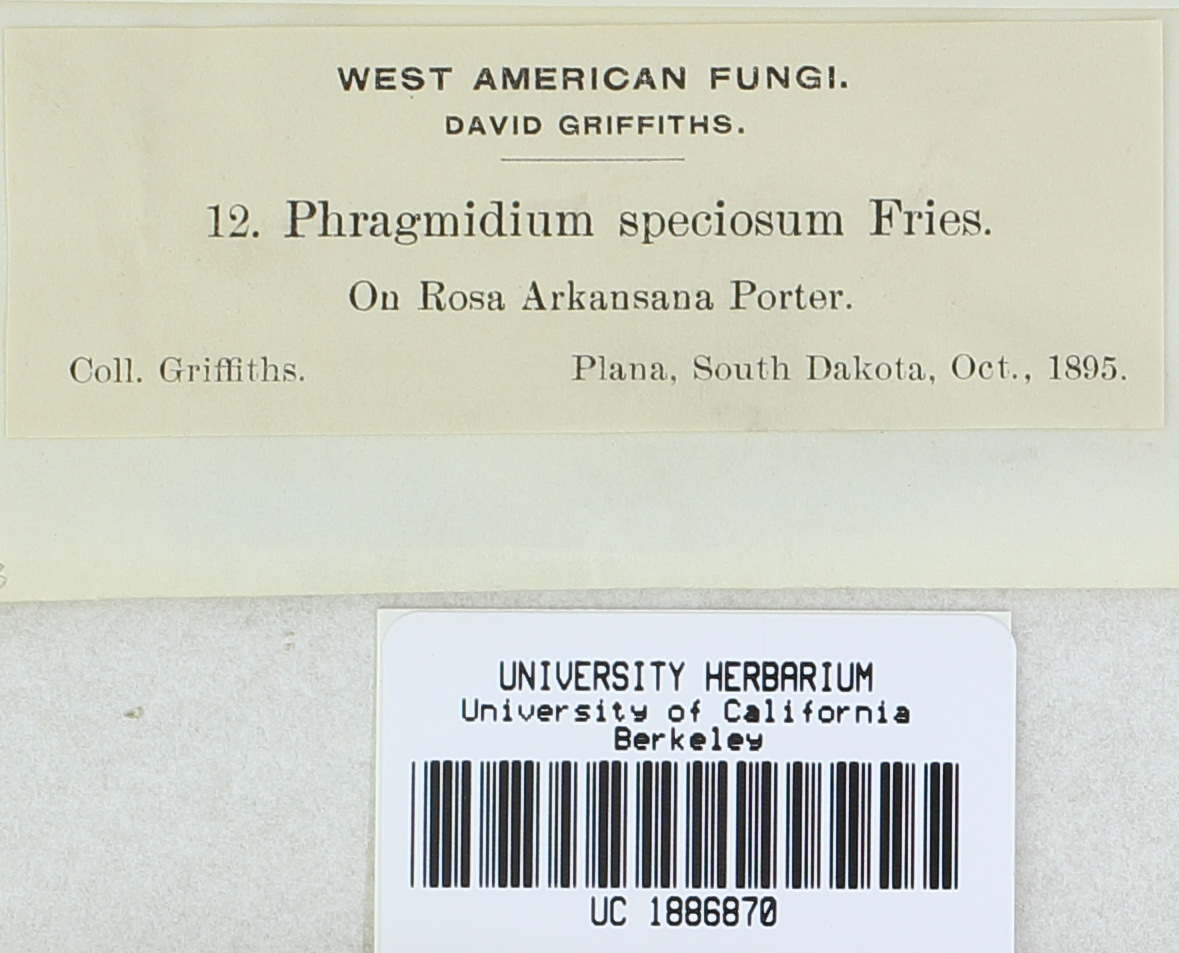 WEST AMERICAN FUNGI.
DAVID GRIFFITHS.
12. Phragmidium speciosum Fries.
On Rosa Arkansana Porter.
Coll. Griffiths. Plana, South Dakota, Oct., 1895.
UNIVERSITY HERBARIUM
University of California
Berkeley
UC 1886870